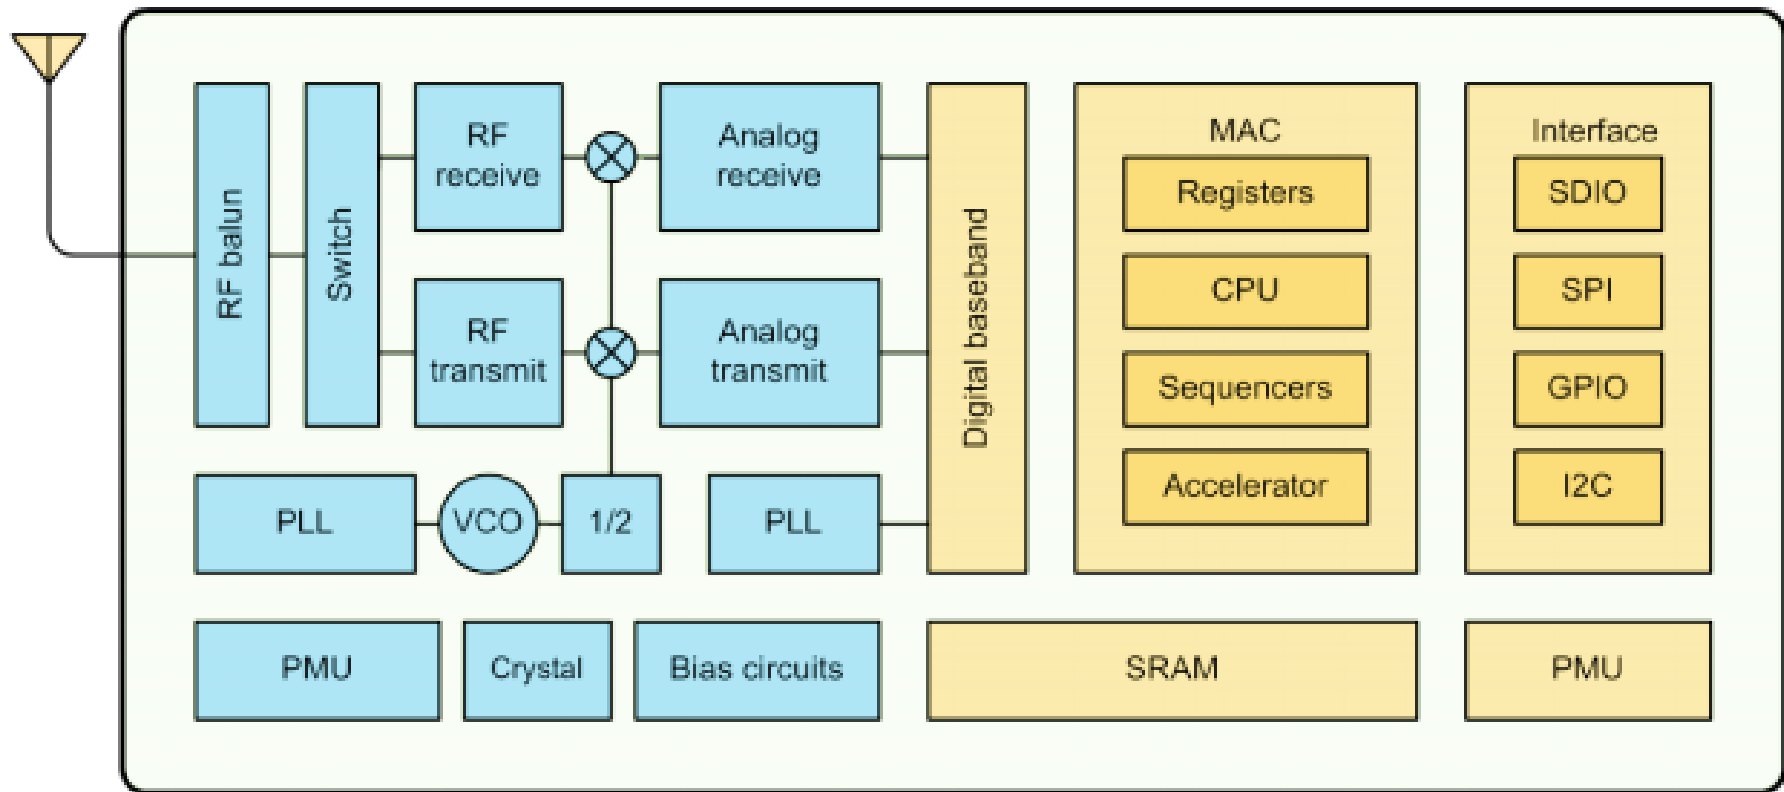 RF balun
Switch
RF
receive
Analog
receive
RF
transmit
Analog
transmit
PLL
VCO
1/2
PLL
Digital baseband
MAC
Registers
CPU
Sequencers
Accelerator
Interface
SDIO
SPI
GPIO
I2C
PMU
Crystal
Bias circuits
SRAM
PMU